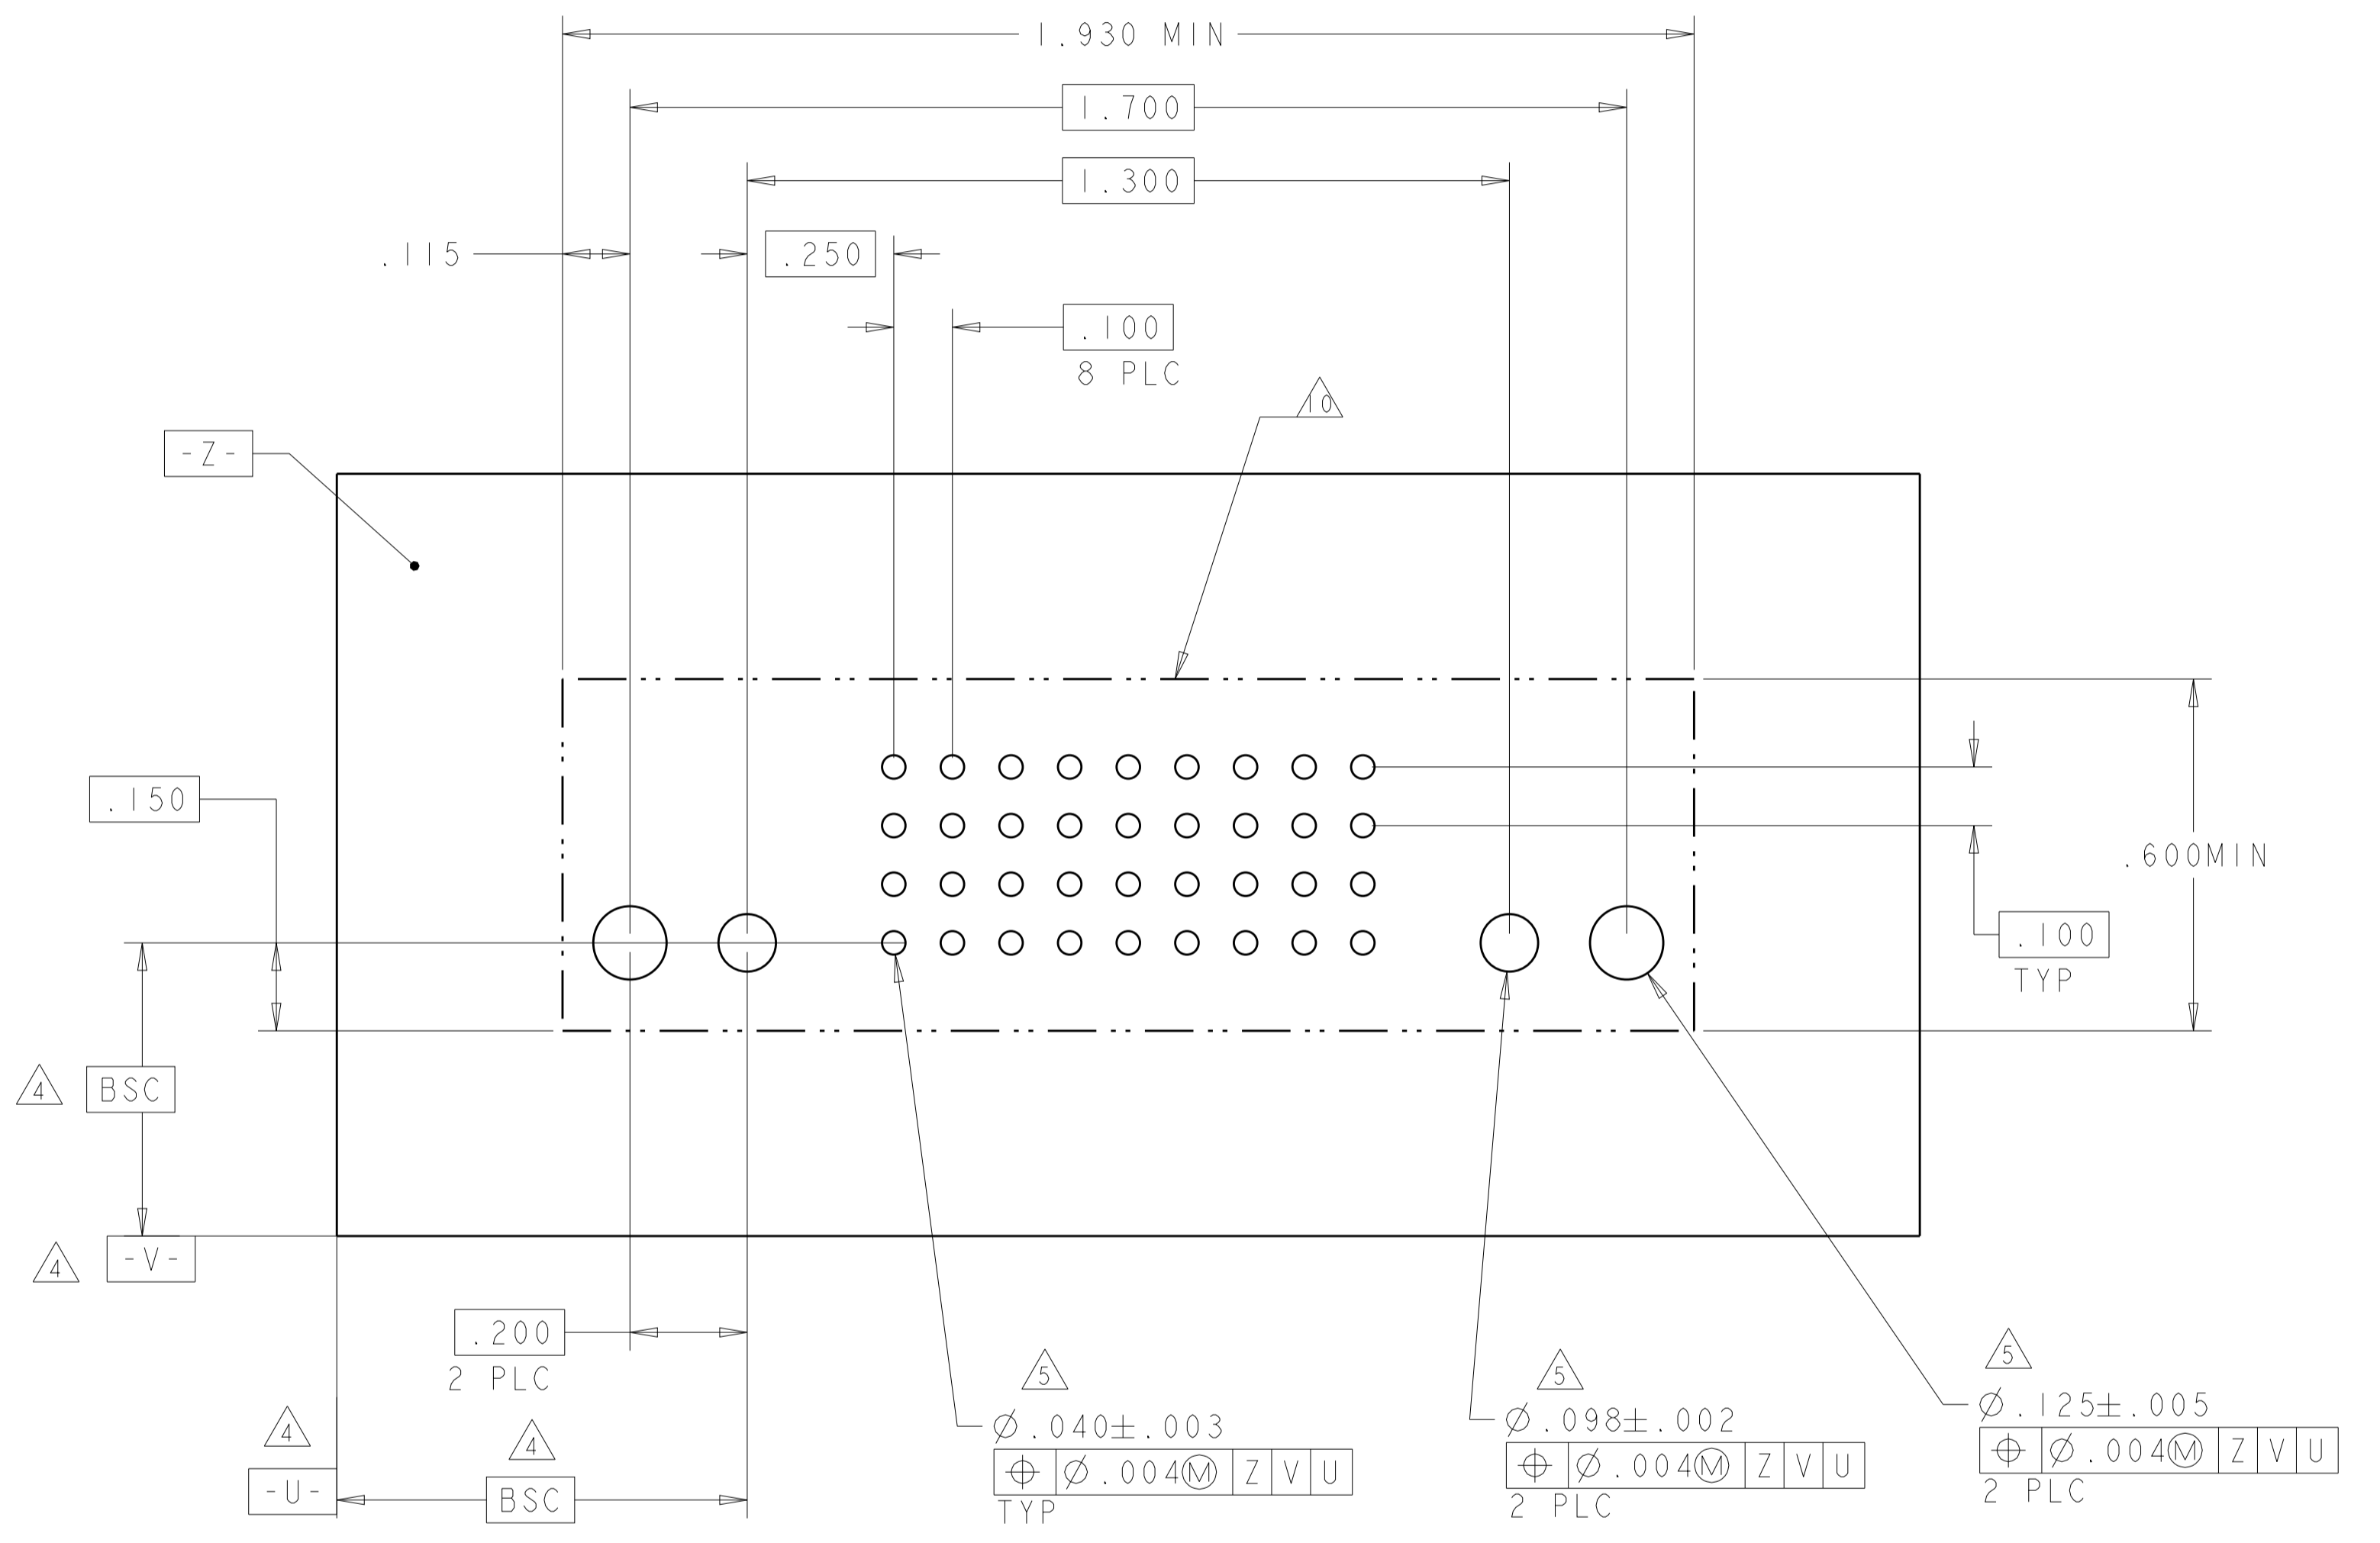 1.930 MIN
1.700
1.300
.115
.250
.100
8 PLC
10
-Z-
.150
.600MIN
.100
TYP
4
BSC
4
-V-
.200
2 PLC
4
-U-
4
BSC
5
⌀.040±.003
⌖ ⌀.004Ⓜ Z V U
TYP
5
⌀.098±.002
⌖ ⌀.004Ⓜ Z V U
2 PLC
5
⌀.125±.005
⌖ ⌀.004Ⓜ Z V U
2 PLC